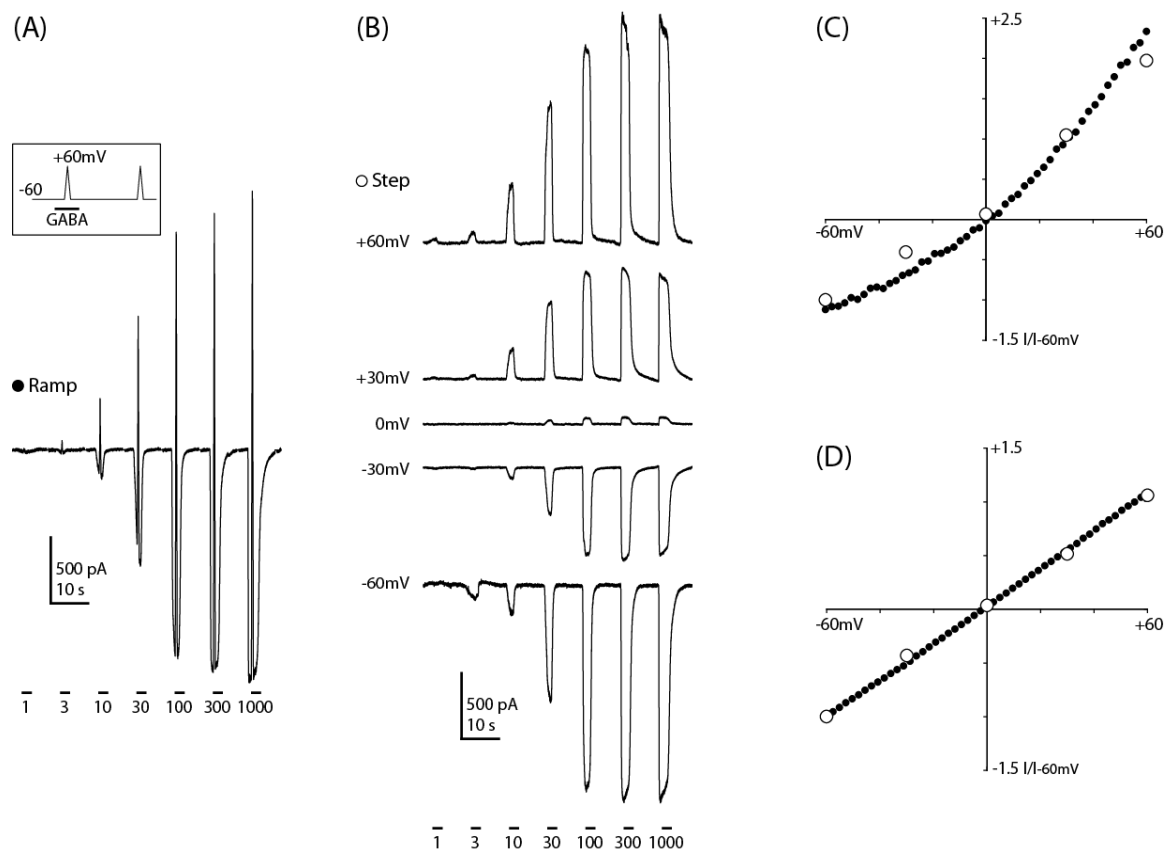 (A)
+60mV
-60
GABA
Ramp
500 pA
10 s
1 3 10 30 100 300 1000
(B)
Step
+60mV
+30mV
0mV
-30mV
-60mV
500 pA
10 s
1 3 10 30 100 300 1000
(C)
+2.5
-60mV
+60
-1.5 I/I-60mV
(D)
+1.5
-60mV
+60
-1.5 I/I-60mV